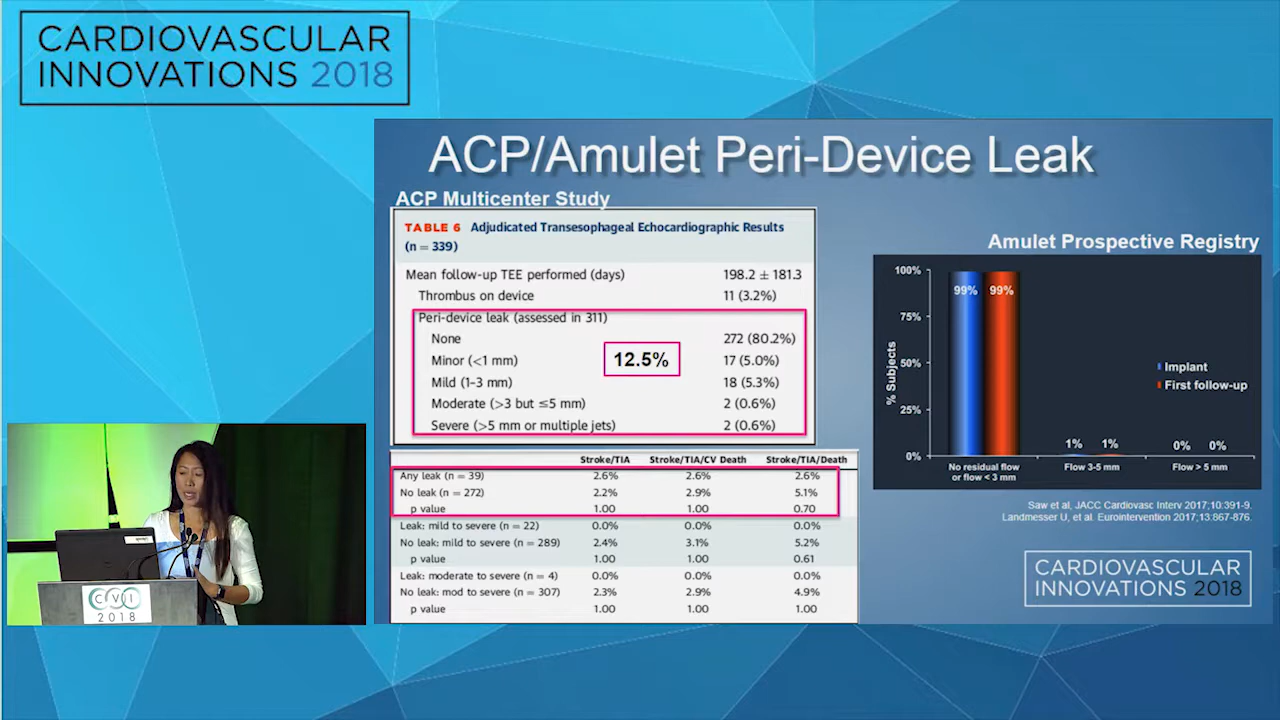 CARDIOVASCULAR
INNOVATIONS 2018
ACP/Amulet Peri-Device Leak
ACP Multicenter Study
TABLE 6 Adjudicated Transesophageal Echocardiographic Results
(n = 339)
Mean follow-up TEE performed (days) 198.2 ± 181.3
Thrombus on device 11 (3.2%)
Peri-device leak (assessed in 311)
None 272 (80.2%)
Minor (<1 mm) 17 (5.0%)
12.5%
Mild (1-3 mm) 18 (5.3%)
Moderate (>3 but ≤5 mm) 2 (0.6%)
Severe (>5 mm or multiple jets) 2 (0.6%)
Stroke/TIA Stroke/TIA/CV Death Stroke/TIA/Death
Any leak (n = 39) 2.6% 2.6% 2.6%
No leak (n = 272) 2.2% 2.9% 5.1%
p value 1.00 1.00 0.70
Leak: mild to severe (n = 22) 0.0% 0.0% 0.0%
No leak: mild to severe (n = 289) 2.4% 3.1% 5.2%
p value 1.00 1.00 0.61
Leak: moderate to severe (n = 4) 0.0% 0.0% 0.0%
No leak: mod to severe (n = 307) 2.3% 2.9% 4.9%
p value 1.00 1.00 1.00
Amulet Prospective Registry
100%
75%
50%
25%
0%
% Subjects
99% 99%
1% 1%
0% 0%
Implant
First follow-up
No residual flow
or flow < 3 mm
Flow 3-5 mm
Flow > 5 mm
Saw et al, JACC Cardiovasc Interv 2017;10:391-9.
Landmesser U, et al. Eurointervention 2017;13:867-876.
CARDIOVASCULAR
INNOVATIONS 2018
CVI
2018